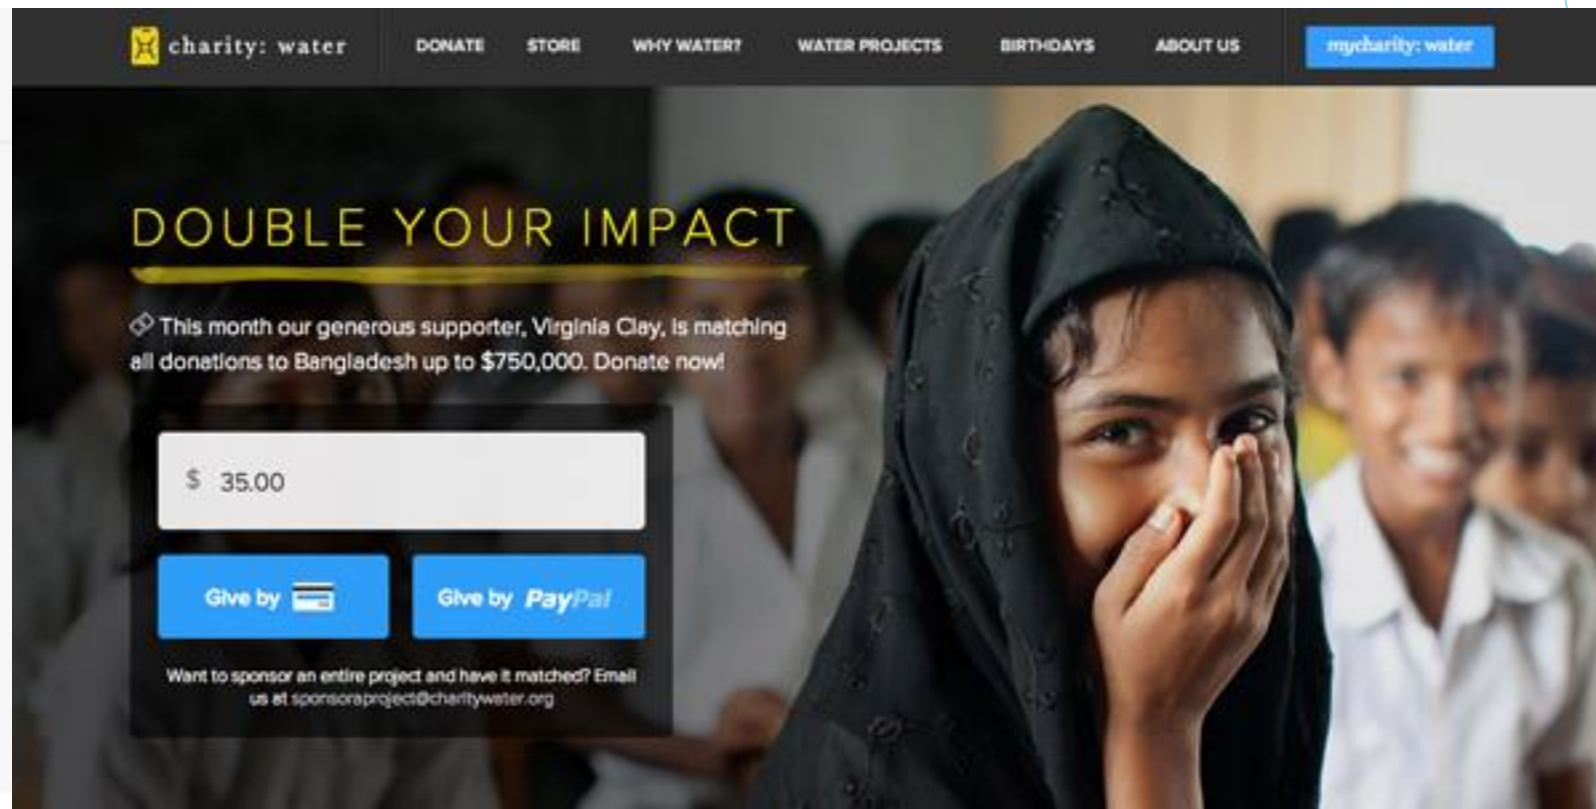 charity: water
DONATE
STORE
WHY WATER?
WATER PROJECTS
BIRTHDAYS
ABOUT US
mycharity: water
DOUBLE YOUR IMPACT
This month our generous supporter, Virginia Clay, is matching
all donations to Bangladesh up to $750,000. Donate now!
$ 35.00
Give by
Give by PayPal
Want to sponsor an entire project and have it matched? Email
us at sponsoraproject@charitywater.org